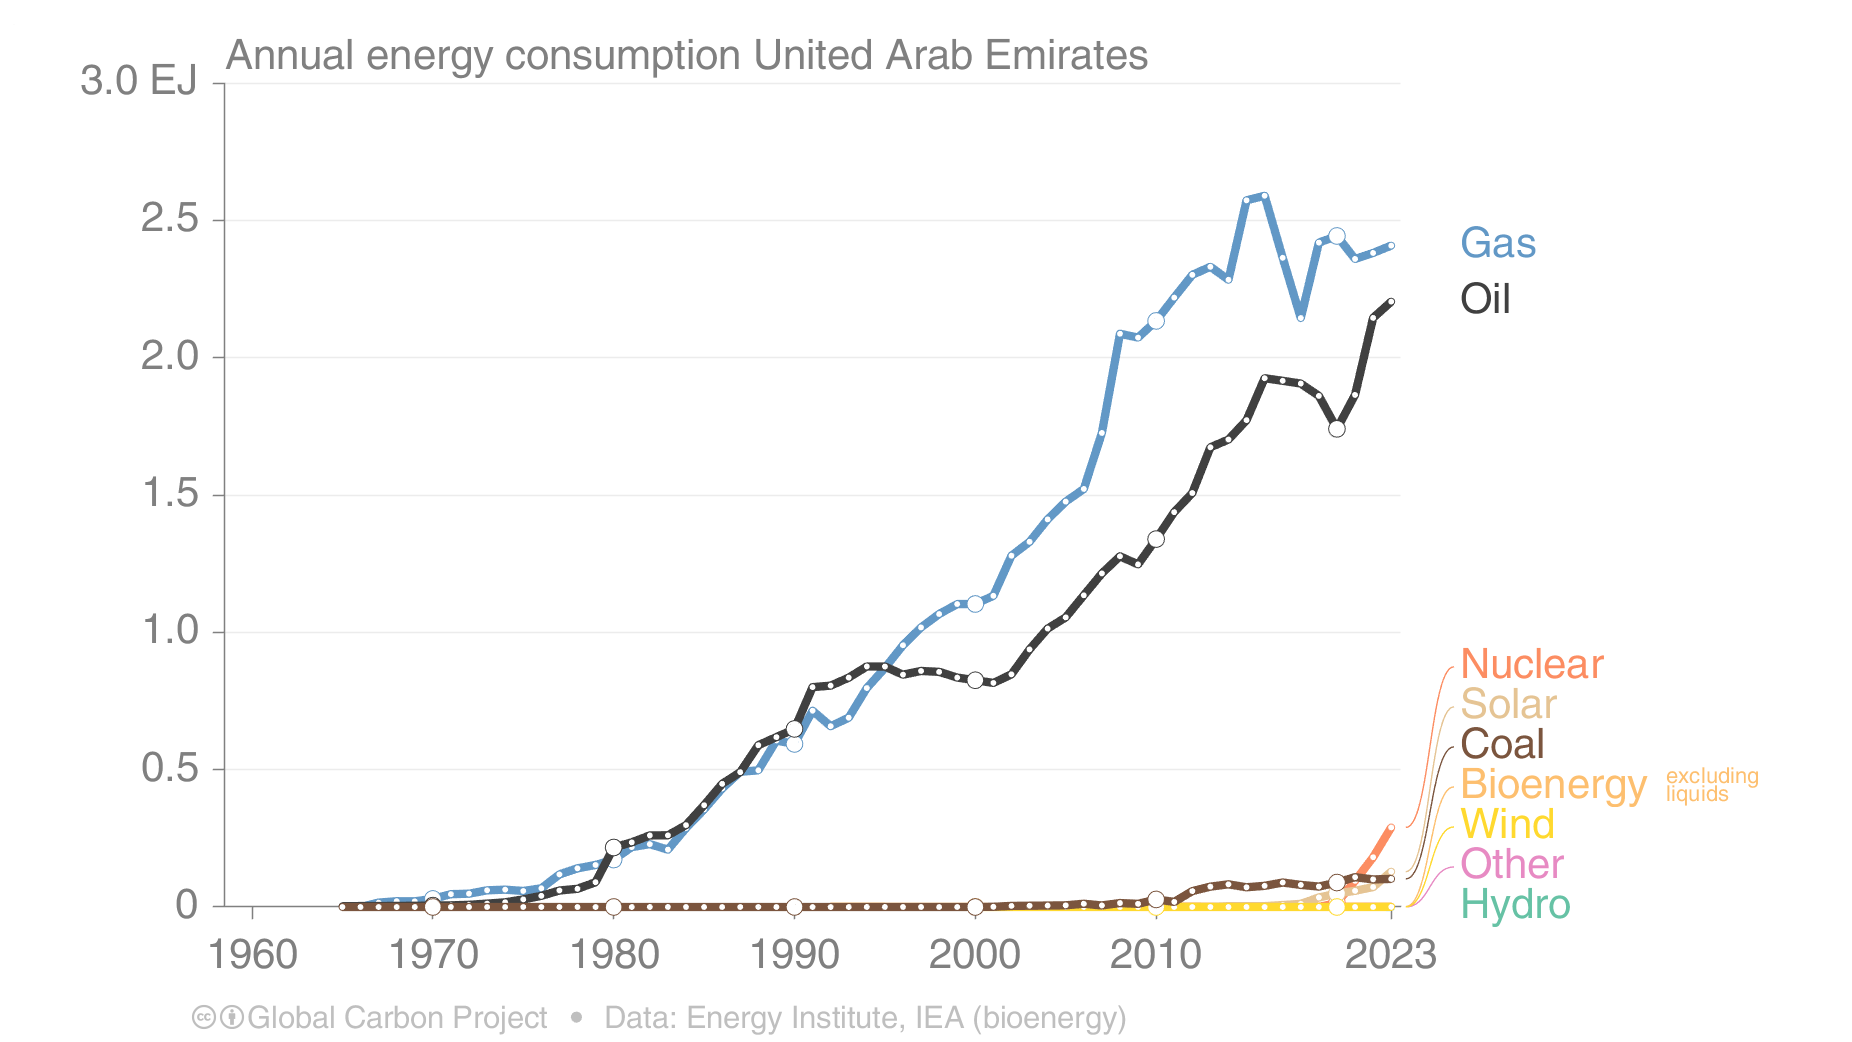 Annual energy consumption United Arab Emirates
3.0 EJ
2.5
2.0
1.5
1.0
0.5
0
1960 1970 1980 1990 2000 2010 2023
Gas
Oil
Nuclear
Solar
Coal
Bioenergy excluding liquids
Wind
Other
Hydro
cc Global Carbon Project • Data: Energy Institute, IEA (bioenergy)